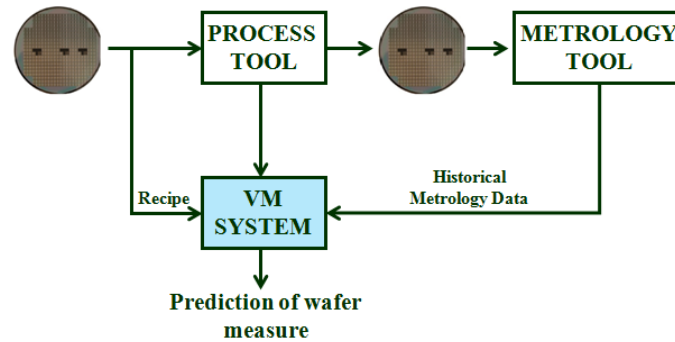 PROCESS
TOOL
METROLOGY
TOOL
Historical
Metrology Data
Recipe
VM
SYSTEM
Prediction of wafer
measure